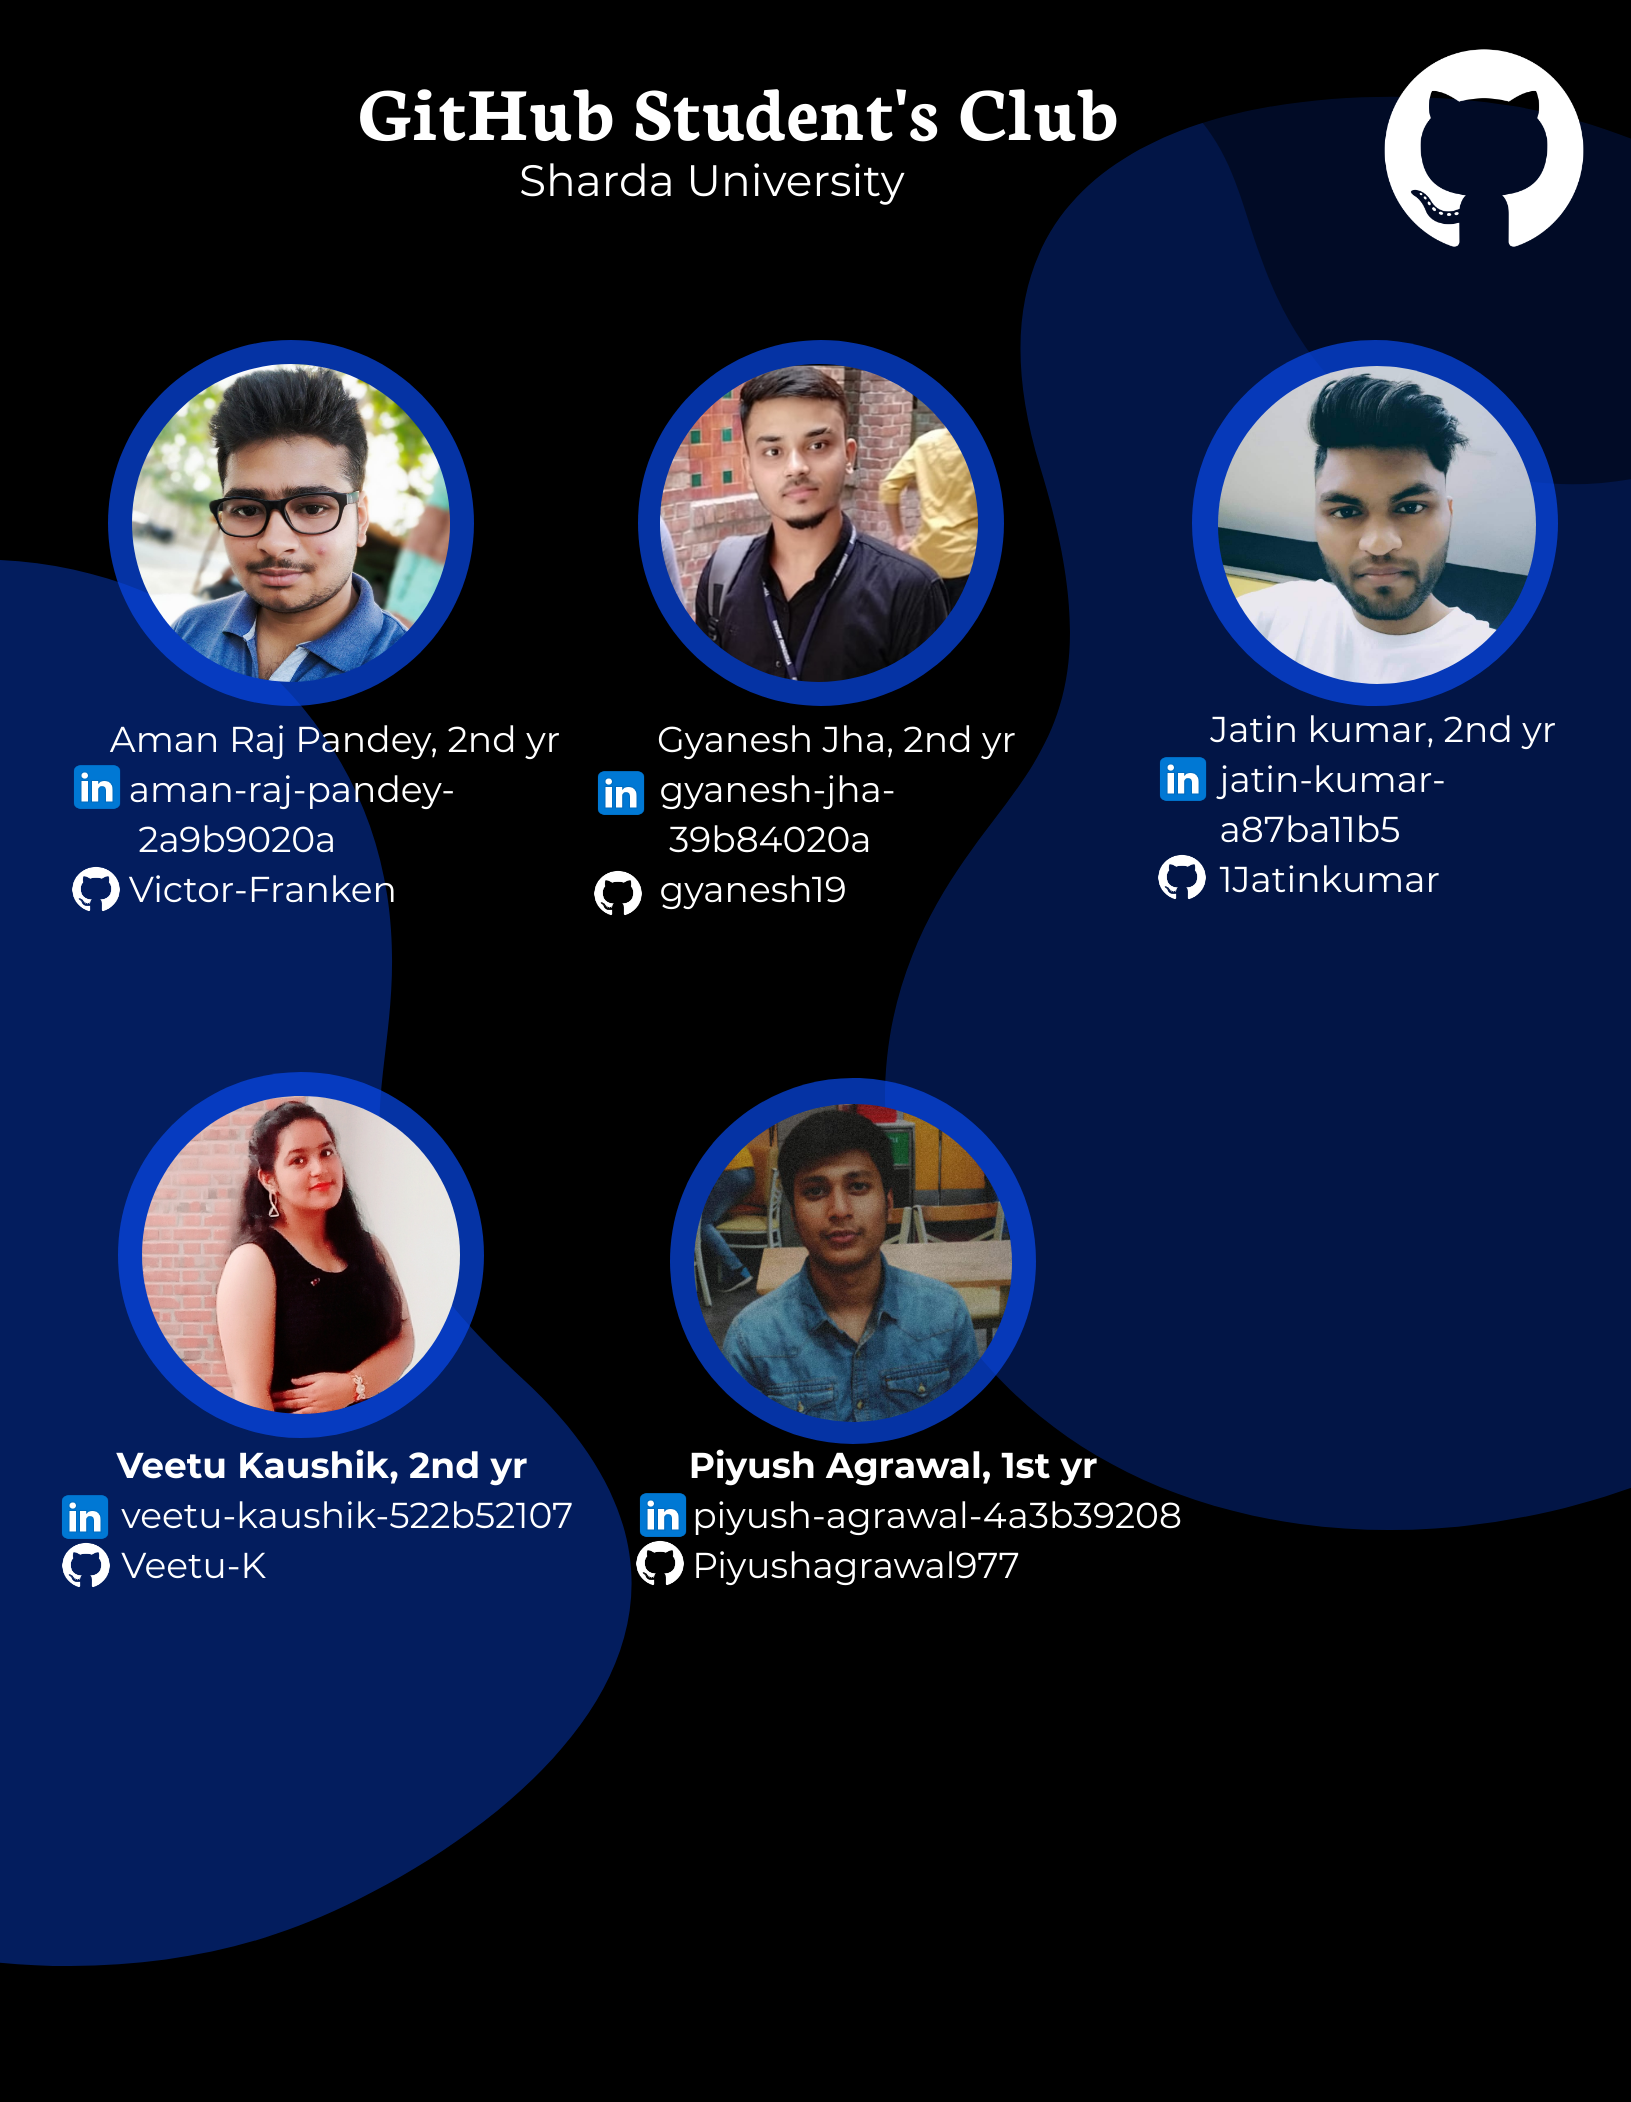 GitHub Student's Club
Sharda University
Aman Raj Pandey, 2nd yr
in aman-raj-pandey-
2a9b9020a
Victor-Franken
Gyanesh Jha, 2nd yr
in gyanesh-jha-
39b84020a
gyanesh19
Jatin kumar, 2nd yr
in jatin-kumar-
a87ba11b5
1Jatinkumar
Veetu Kaushik, 2nd yr
in veetu-kaushik-522b52107
Veetu-K
Piyush Agrawal, 1st yr
in piyush-agrawal-4a3b39208
Piyushagrawal977